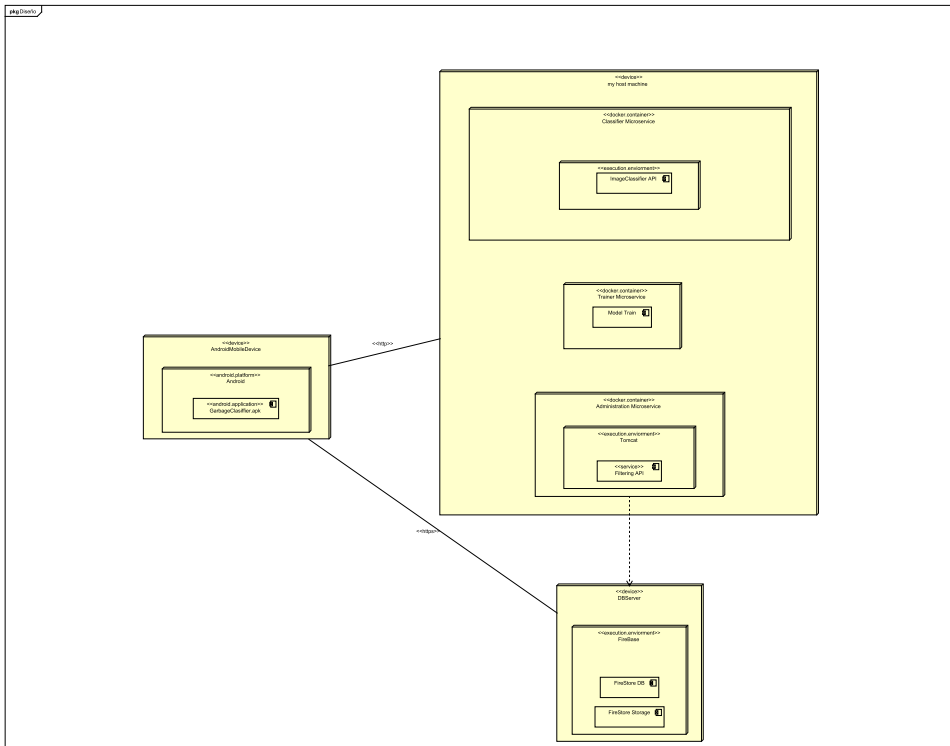 pkg Diseño
<<device>>
my host machine
<<docker.container>>
Classifier Microservice
<<execution.enviorment>>
ImageClassifier API
<<docker.container>>
Trainer Microservice
Model Train
<<device>>
AndroidMobileDevice
<<http>>
<<android.platform>>
Android
<<android.application>>
GarbageClasiffier.apk
<<docker.container>>
Administration Microservice
<<execution.enviorment>>
Tomcat
<<service>>
Filtering API
<<https>>
<<device>>
DBServer
<<execution.enviorment>>
FireBase
FireStore DB
FireStore Storage